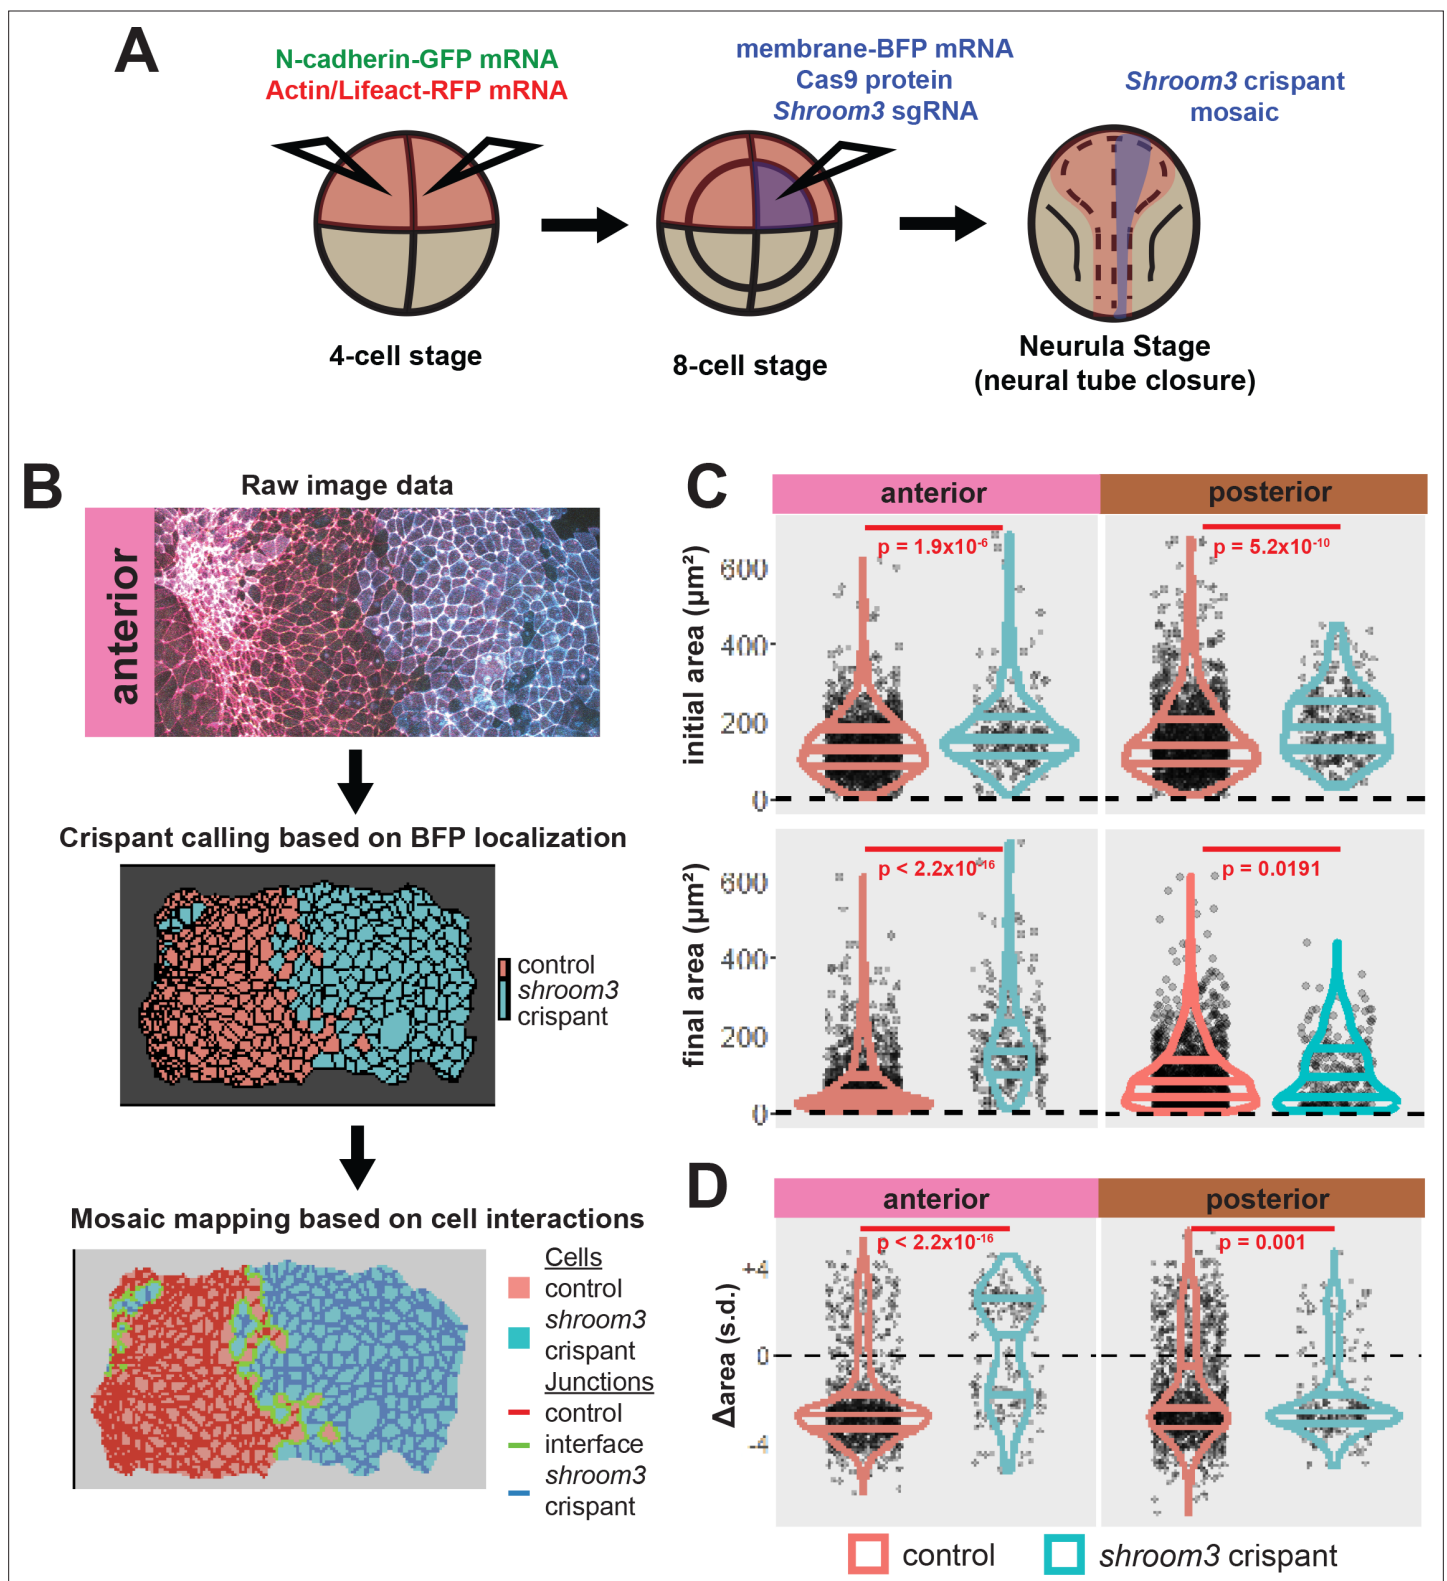 A
N-cadherin-GFP mRNA
Actin/Lifeact-RFP mRNA
membrane-BFP mRNA
Cas9 protein
Shroom3 sgRNA
Shroom3 crispant
mosaic
4-cell stage
8-cell stage
Neurula Stage
(neural tube closure)
B
Raw image data
anterior
Crispant calling based on BFP localization
control
shroom3
crispant
Mosaic mapping based on cell interactions
Cells
control
shroom3
crispant
Junctions
control
interface
shroom3
crispant
C
anterior
posterior
initial area (µm²)
600
400
200
0
p = 1.9x10⁻⁶
p = 5.2x10⁻¹⁰
final area (µm²)
600
400
200
0
p < 2.2x10⁻¹⁶
p = 0.0191
D
anterior
posterior
Δarea (s.d.)
+4
0
-4
p < 2.2x10⁻¹⁶
p = 0.001
control
shroom3 crispant